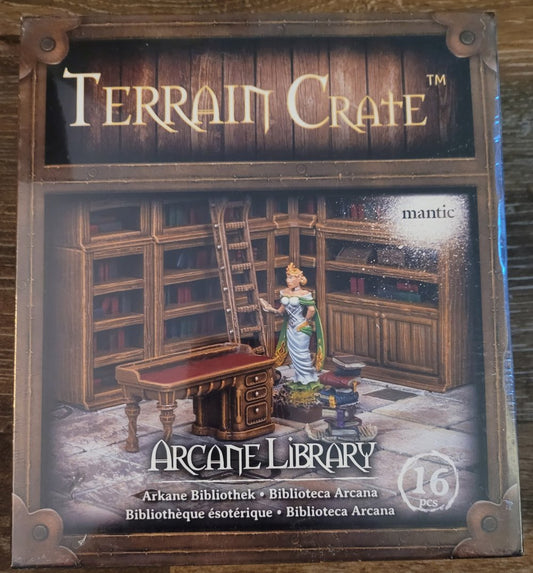 TERRAIN CRATE™
mantic
ARCANE LIBRARY
Arkane Bibliothek • Biblioteca Arcana
Bibliothèque ésotérique • Biblioteca Arcana
16
pcs